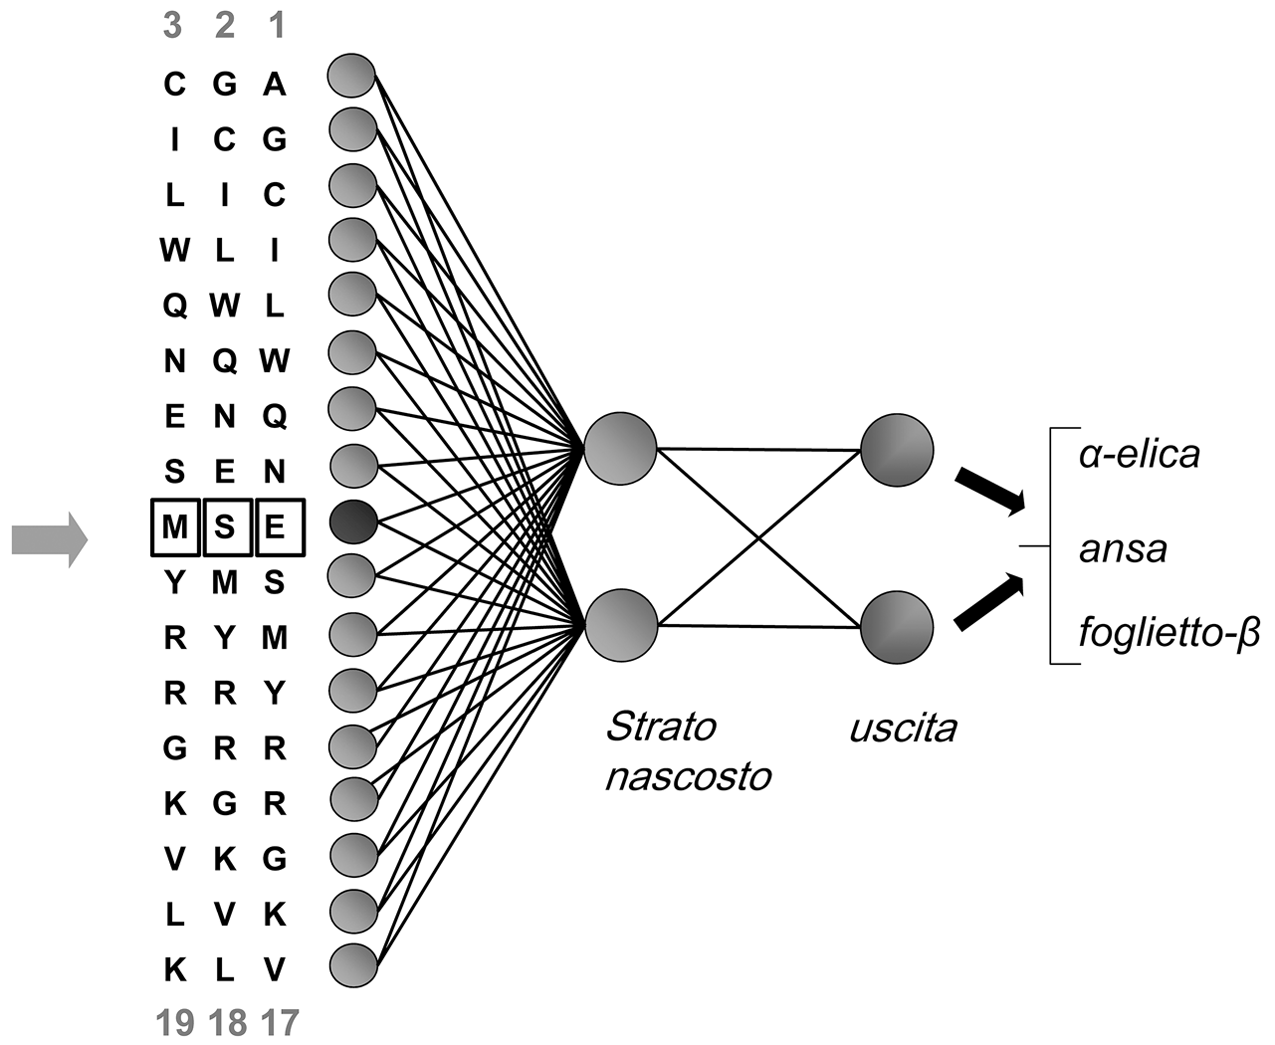 3 2 1
C G A
I C G
L I C
W L I
Q W L
N Q W
E N Q
S E N
M S E
Y M S
R Y M
R R Y
G R R
K G R
V K G
L V K
K L V
19 18 17
Strato
nascosto
uscita
α-elica
ansa
foglietto-β